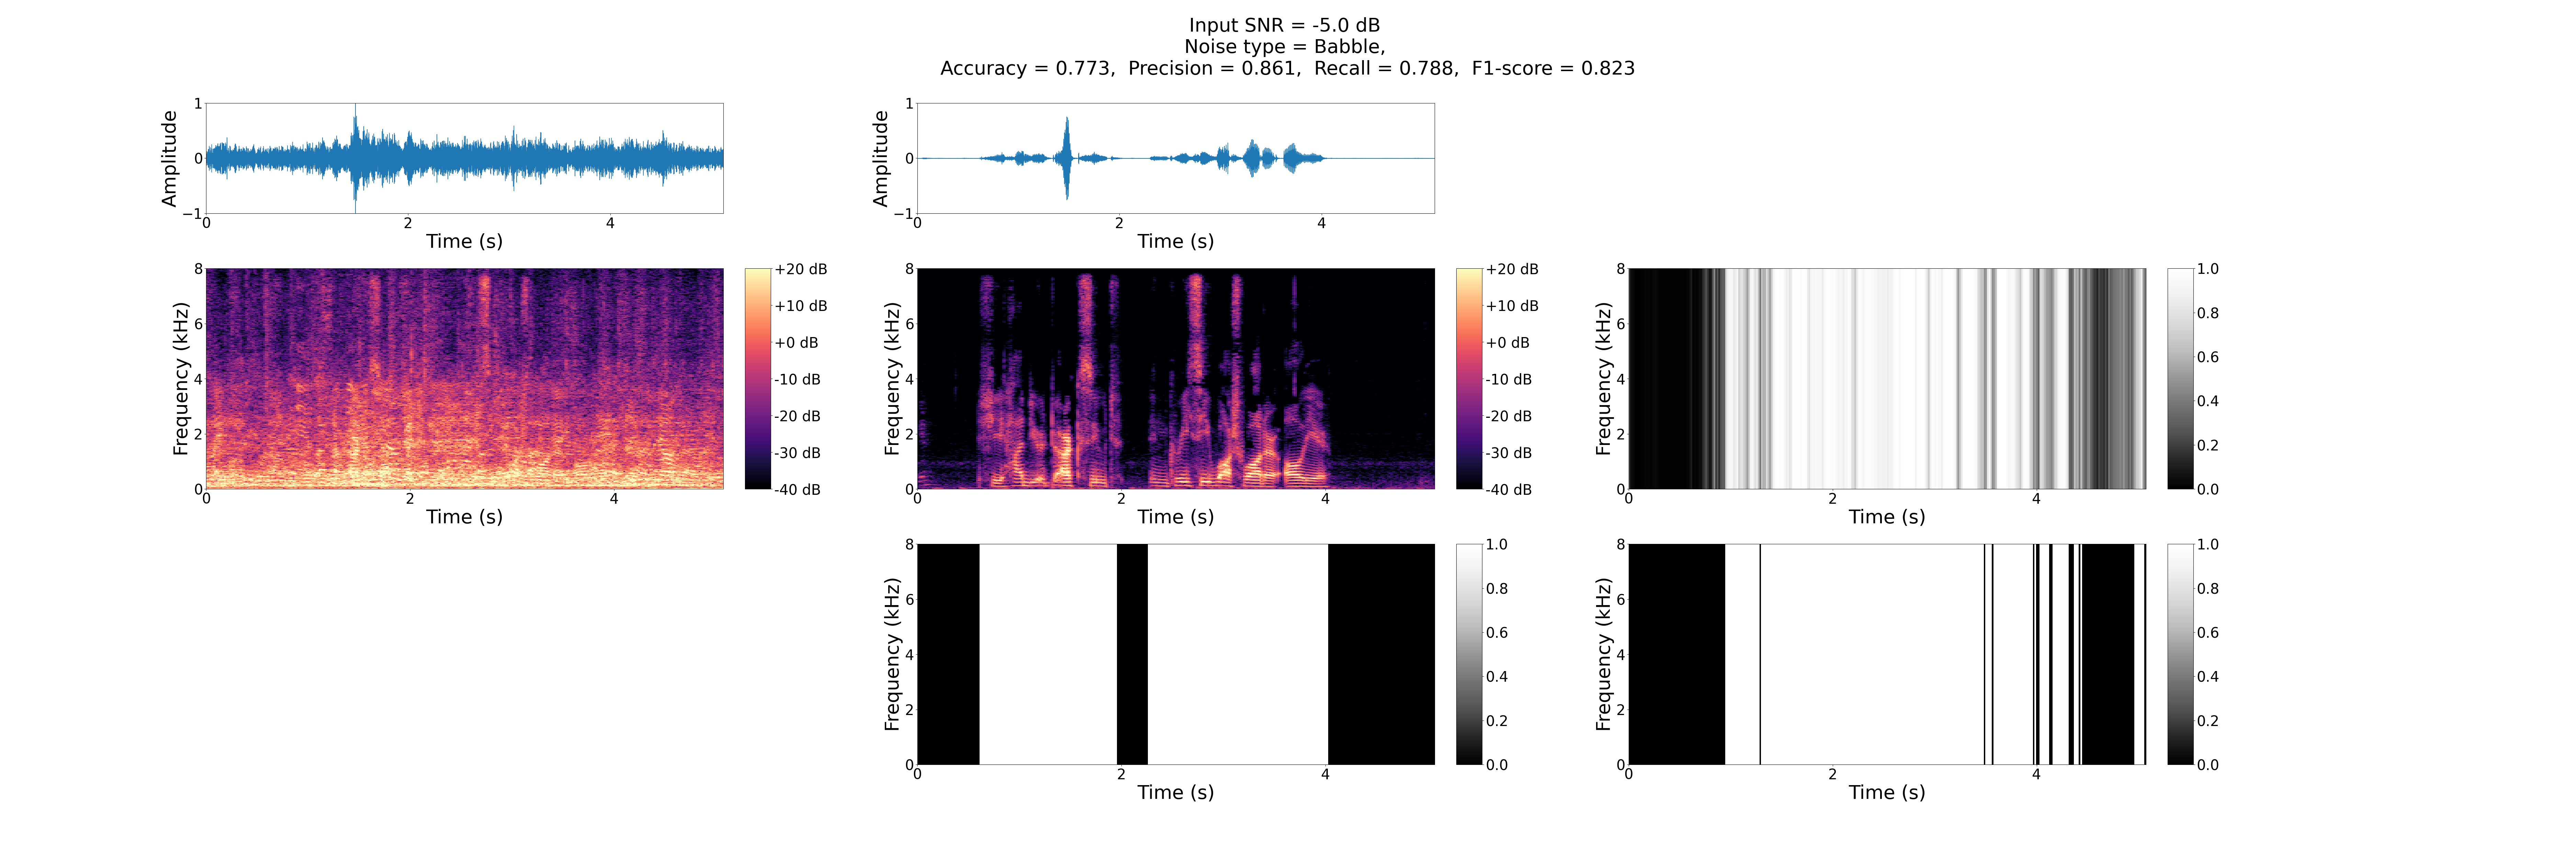 Input SNR = -5.0 dB
Noise type = Babble,
Accuracy = 0.773,  Precision = 0.861,  Recall = 0.788,  F1-score = 0.823
Amplitude
1
0
−1
0 2 4
Time (s)
Amplitude
1
0
−1
0 2 4
Time (s)
Frequency (kHz)
8
6
4
2
0
0 2 4
Time (s)
+20 dB
+10 dB
+0 dB
-10 dB
-20 dB
-30 dB
-40 dB
Frequency (kHz)
8
6
4
2
0
0 2 4
Time (s)
+20 dB
+10 dB
+0 dB
-10 dB
-20 dB
-30 dB
-40 dB
Frequency (kHz)
8
6
4
2
0
0 2 4
Time (s)
1.0
0.8
0.6
0.4
0.2
0.0
Frequency (kHz)
8
6
4
2
0
0 2 4
Time (s)
1.0
0.8
0.6
0.4
0.2
0.0
Frequency (kHz)
8
6
4
2
0
0 2 4
Time (s)
1.0
0.8
0.6
0.4
0.2
0.0